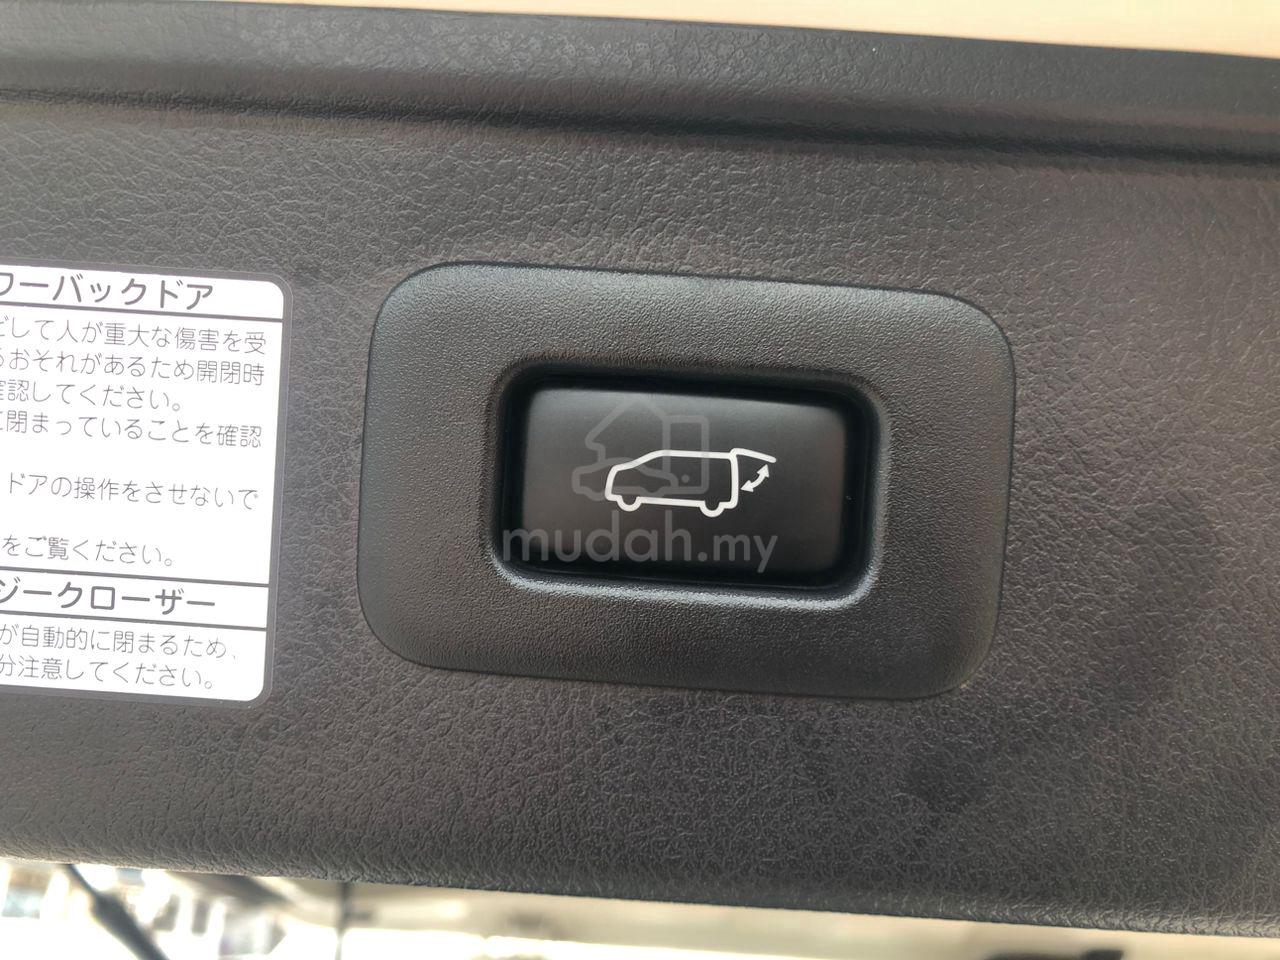 ワーバックドア
どして人が重大な傷害を受
るおそれがあるため開閉時
確認してください。
に閉まっていることを確認
ドアの操作をさせないで
をご覧ください。
ジークローザー
が自動的に閉まるため、
分注意してください。
mudah.my